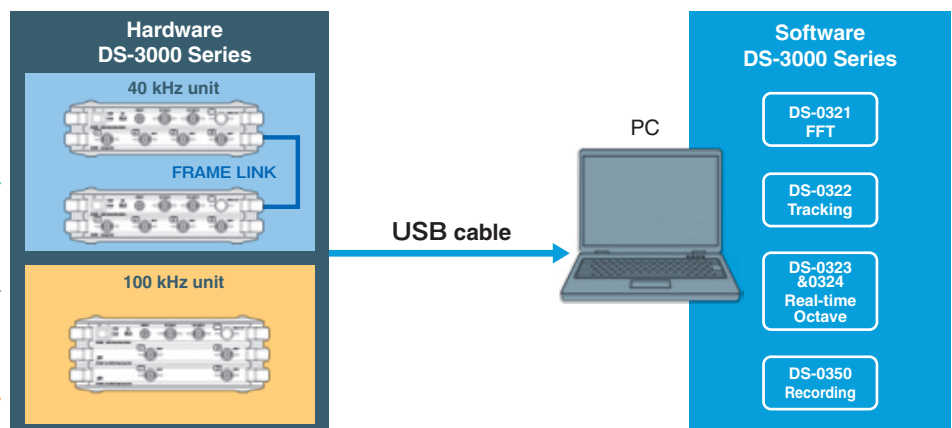 Hardware
DS-3000 Series
40 kHz unit
FRAME LINK
100 kHz unit
USB cable
PC
Software
DS-3000 Series
DS-0321
FFT
DS-0322
Tracking
DS-0323
&0324
Real-time
Octave
DS-0350
Recording